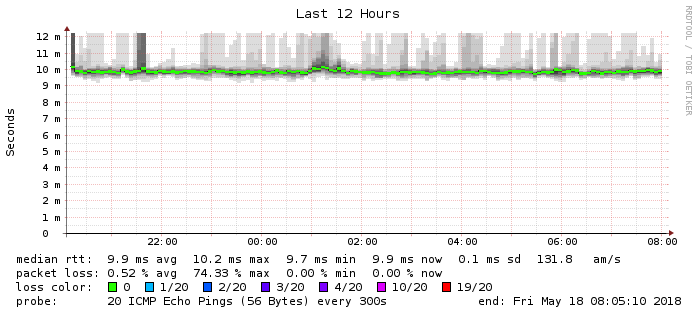 Last 12 Hours
RRDTOOL / TOBI OETIKER
Seconds
12 m
11 m
10 m
9 m
8 m
7 m
6 m
5 m
4 m
3 m
2 m
1 m
0
22:00 00:00 02:00 04:00 06:00 08:00
median rtt: 9.9 ms avg 10.2 ms max 9.7 ms min 9.9 ms now 0.1 ms sd 131.8 am/s
packet loss: 0.52 % avg 74.33 % max 0.00 % min 0.00 % now
loss color: 0 1/20 2/20 3/20 4/20 10/20 19/20
probe: 20 ICMP Echo Pings (56 Bytes) every 300s end: Fri May 18 08:05:10 2018